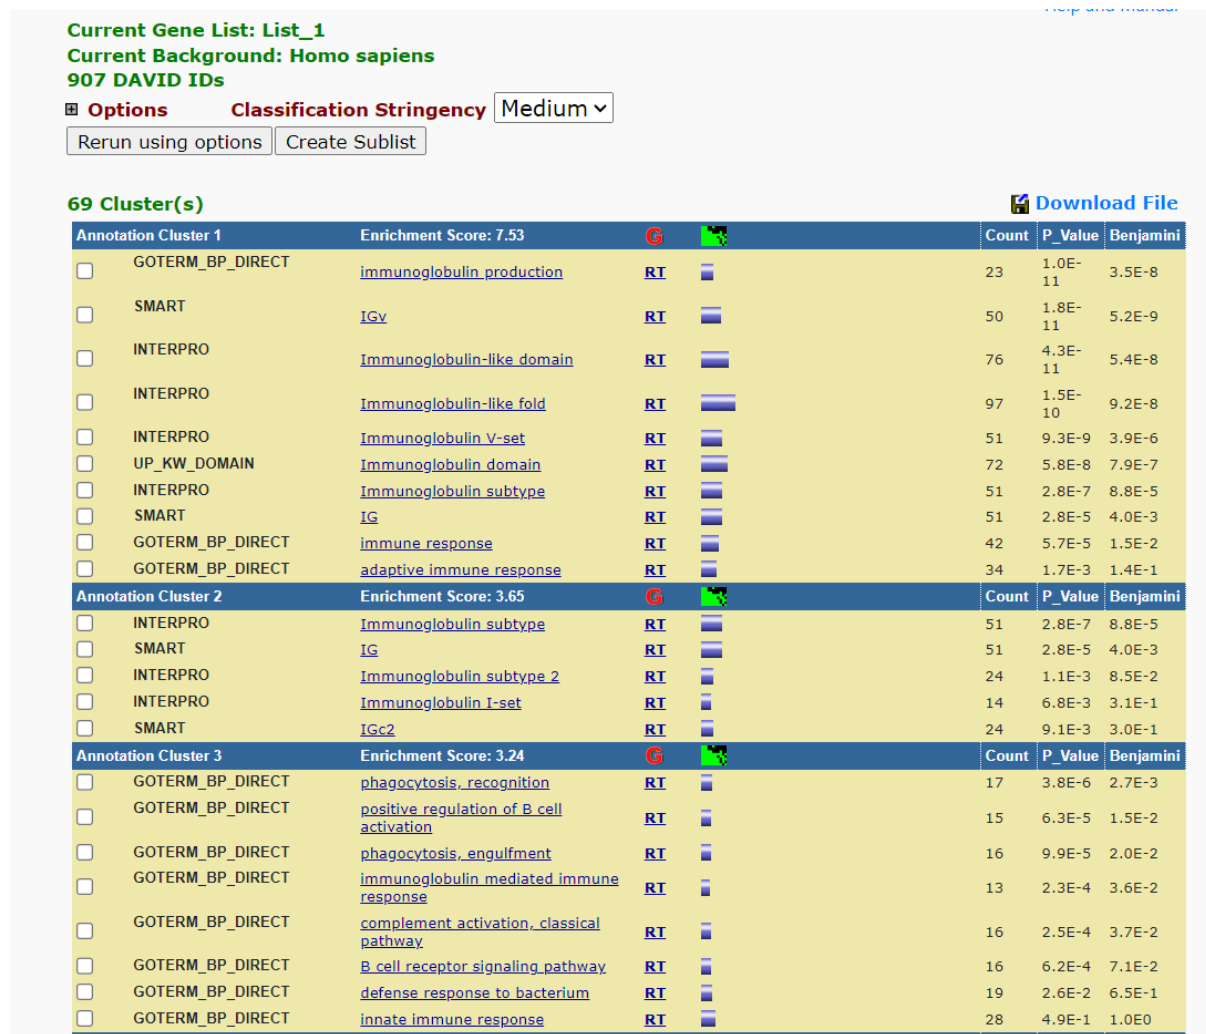 Help and Manual
Current Gene List: List_1
Current Background: Homo sapiens
907 DAVID IDs
Options Classification Stringency Medium
Rerun using options Create Sublist
69 Cluster(s) Download File
Annotation Cluster 1 Enrichment Score: 7.53 G Count P_Value Benjamini
GOTERM_BP_DIRECT immunoglobulin production RT 23 1.0E-11 3.5E-8
SMART IGv RT 50 1.8E-11 5.2E-9
INTERPRO Immunoglobulin-like domain RT 76 4.3E-11 5.4E-8
INTERPRO Immunoglobulin-like fold RT 97 1.5E-10 9.2E-8
INTERPRO Immunoglobulin V-set RT 51 9.3E-9 3.9E-6
UP_KW_DOMAIN Immunoglobulin domain RT 72 5.8E-8 7.9E-7
INTERPRO Immunoglobulin subtype RT 51 2.8E-7 8.8E-5
SMART IG RT 51 2.8E-5 4.0E-3
GOTERM_BP_DIRECT immune response RT 42 5.7E-5 1.5E-2
GOTERM_BP_DIRECT adaptive immune response RT 34 1.7E-3 1.4E-1
Annotation Cluster 2 Enrichment Score: 3.65 G Count P_Value Benjamini
INTERPRO Immunoglobulin subtype RT 51 2.8E-7 8.8E-5
SMART IG RT 51 2.8E-5 4.0E-3
INTERPRO Immunoglobulin subtype 2 RT 24 1.1E-3 8.5E-2
INTERPRO Immunoglobulin I-set RT 14 6.8E-3 3.1E-1
SMART IGc2 RT 24 9.1E-3 3.0E-1
Annotation Cluster 3 Enrichment Score: 3.24 G Count P_Value Benjamini
GOTERM_BP_DIRECT phagocytosis, recognition RT 17 3.8E-6 2.7E-3
GOTERM_BP_DIRECT positive regulation of B cell activation RT 15 6.3E-5 1.5E-2
GOTERM_BP_DIRECT phagocytosis, engulfment RT 16 9.9E-5 2.0E-2
GOTERM_BP_DIRECT immunoglobulin mediated immune response RT 13 2.3E-4 3.6E-2
GOTERM_BP_DIRECT complement activation, classical pathway RT 16 2.5E-4 3.7E-2
GOTERM_BP_DIRECT B cell receptor signaling pathway RT 16 6.2E-4 7.1E-2
GOTERM_BP_DIRECT defense response to bacterium RT 19 2.6E-2 6.5E-1
GOTERM_BP_DIRECT innate immune response RT 28 4.9E-1 1.0E0